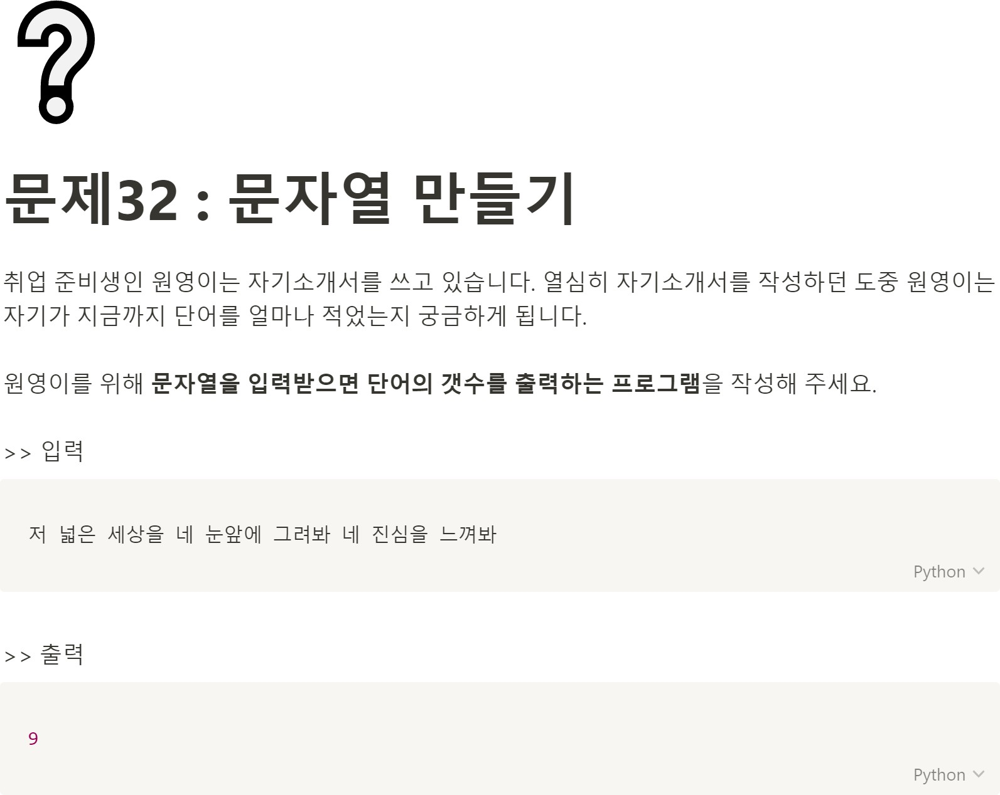 문제32 : 문자열 만들기
취업 준비생인 원영이는 자기소개서를 쓰고 있습니다. 열심히 자기소개서를 작성하던 도중 원영이는
자기가 지금까지 단어를 얼마나 적었는지 궁금하게 됩니다.
원영이를 위해 문자열을 입력받으면 단어의 갯수를 출력하는 프로그램을 작성해 주세요.
>> 입력
저 넓은 세상을 네 눈앞에 그려봐 네 진심을 느껴봐
Python
>> 출력
9
Python